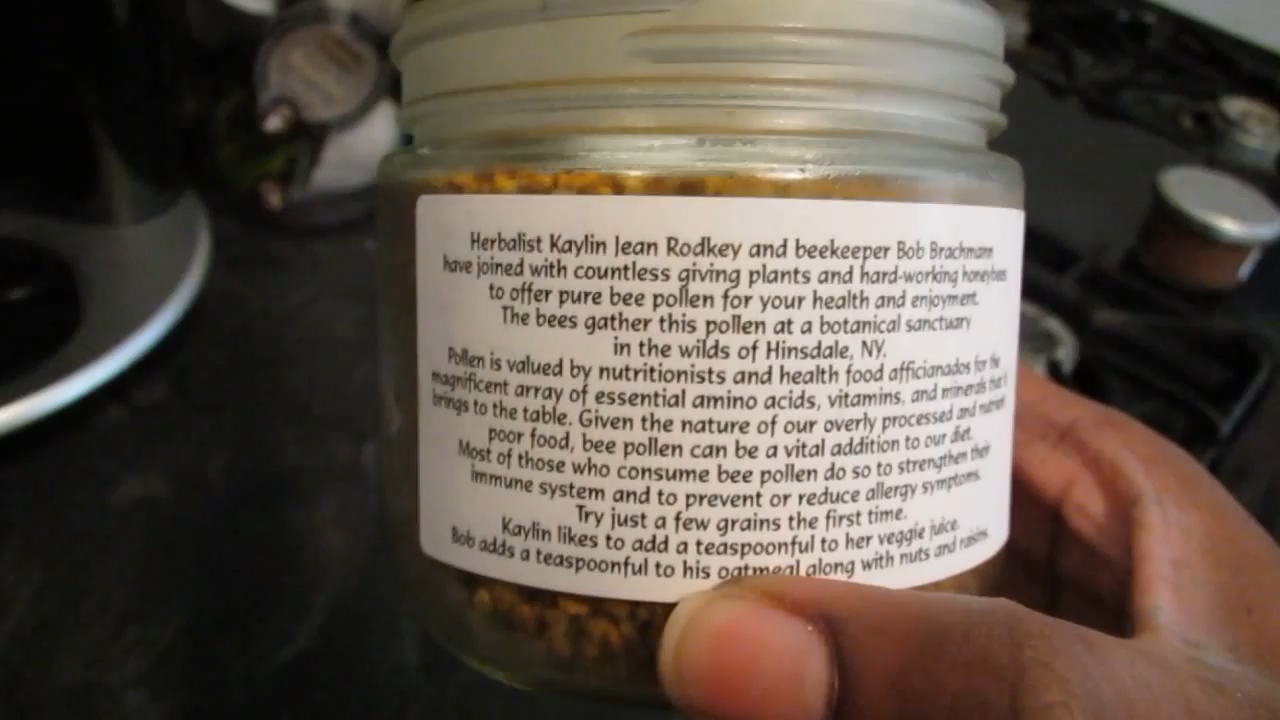 Herbalist Kaylin Jean Rodkey and beekeeper Bob Brachmann
have joined with countless giving plants and hard-working honeybees
to offer pure bee pollen for your health and enjoyment.
The bees gather this pollen at a botanical sanctuary
in the wilds of Hinsdale, NY.
Pollen is valued by nutritionists and health food afficianados for the
magnificent array of essential amino acids, vitamins, and minerals that it
brings to the table. Given the nature of our overly processed and nutrient
poor food, bee pollen can be a vital addition to our diet.
Most of those who consume bee pollen do so to strengthen their
immune system and to prevent or reduce allergy symptoms.
Try just a few grains the first time.
Kaylin likes to add a teaspoonful to her veggie juice.
Bob adds a teaspoonful to his oatmeal along with nuts and raisins.